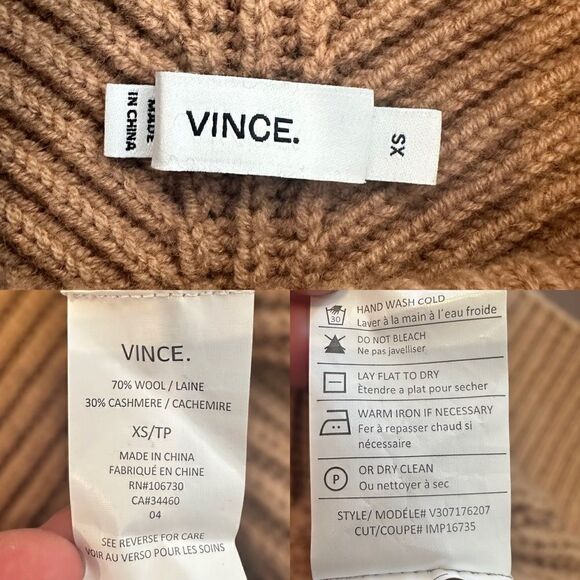 MADE
IN CHINA
VINCE.
XS
VINCE.
70% WOOL / LAINE
30% CASHMERE / CACHEMIRE
XS/TP
MADE IN CHINA
FABRIQUÉ EN CHINE
RN#106730
CA#34460
04
SEE REVERSE FOR CARE
VOIR AU VERSO POUR LES SOINS
30
HAND WASH COLD
Laver à la main à l'eau froide
DO NOT BLEACH
Ne pas javelliser
LAY FLAT TO DRY
Ètendre a plat pour secher
WARM IRON IF NECESSARY
Fer à repasser chaud si
nécessaire
P
OR DRY CLEAN
Ou nettoyer à sec
STYLE/ MODÉLE# V307176207
CUT/COUPE# IMP16735